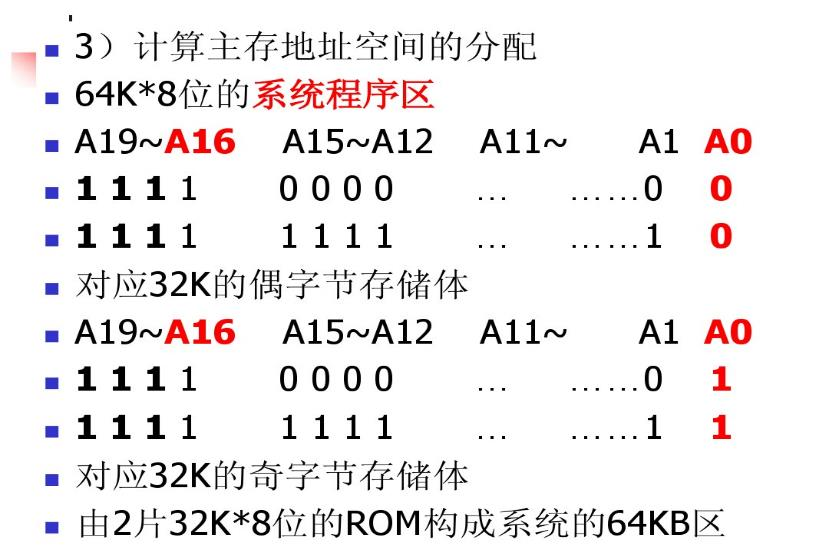 3）计算主存地址空间的分配
64K*8位的系统程序区
A19~A16 A15~A12 A11~ A1 A0
1 1 1 1 0 0 0 0 … ……0 0
1 1 1 1 1 1 1 1 … ……1 0
对应32K的偶字节存储体
A19~A16 A15~A12 A11~ A1 A0
1 1 1 1 0 0 0 0 … ……0 1
1 1 1 1 1 1 1 1 … ……1 1
对应32K的奇字节存储体
由2片32K*8位的ROM构成系统的64KB区